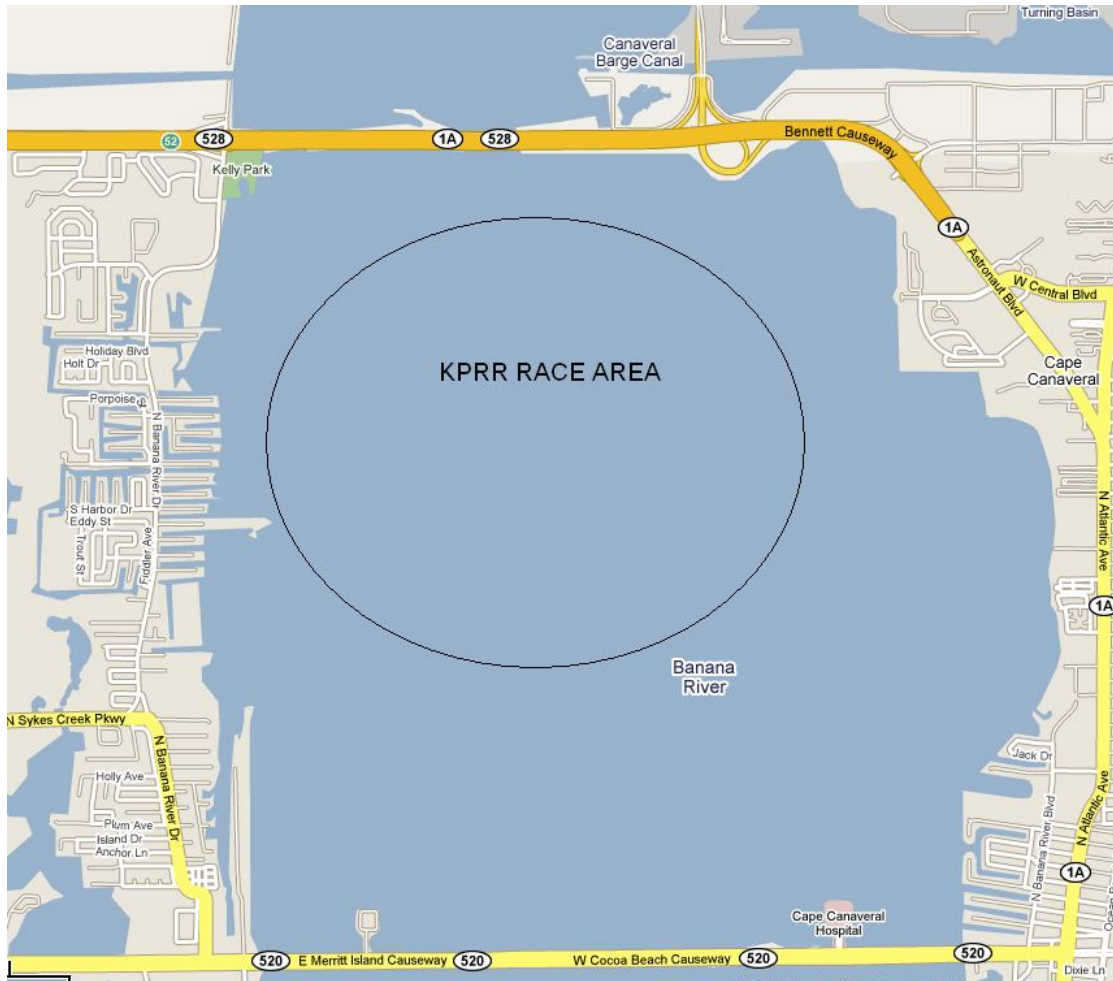 Turning Basin
Canaveral
Barge Canal
52
528
1A
528
Bennett Causeway
Kelly Park
1A
Astronaut Blvd
W Central Blvd
Holiday Blvd
Holt Dr
KPRR RACE AREA
Cape
Canaveral
N Banana River Dr
S Harbor Dr
Eddy St
Trout St
Fiddler Ave
N Atlantic Ave
1A
Banana
River
N Sykes Creek Pkwy
N Banana River Dr
Jack Dr
Holly Ave
N Atlantic Ave
Plum Ave
Island Dr
Anchor Ln
N Banana River Blvd
1A
Cape Canaveral
Hospital
520
E Merritt Island Causeway
520
W Cocoa Beach Causeway
520
520
Dixie Ln